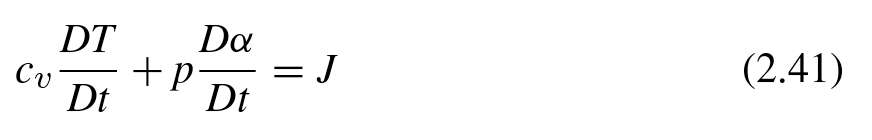 c_v DT/Dt + p Dα/Dt = J (2.41)